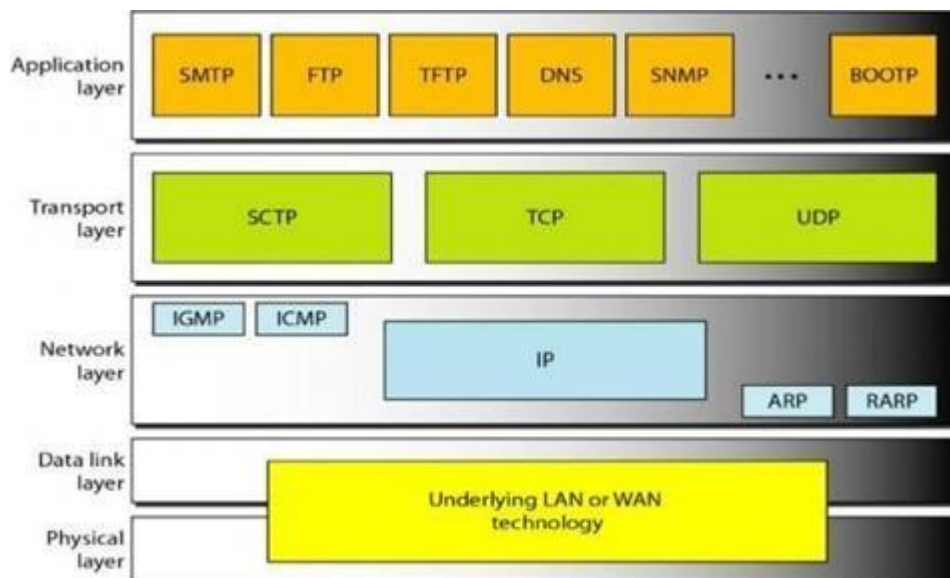 Application
layer
SMTP FTP TFTP DNS SNMP ... BOOTP
Transport
layer
SCTP TCP UDP
Network
layer
IGMP ICMP
IP
ARP RARP
Data link
layer
Underlying LAN or WAN
technology
Physical
layer